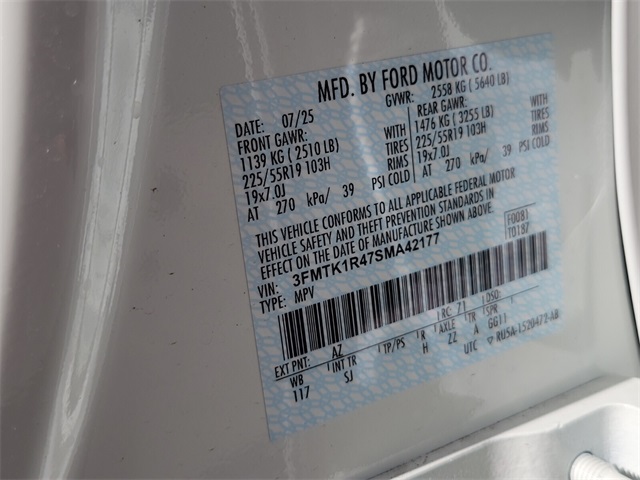 MFD. BY FORD MOTOR CO.
DATE: 07/25 GVWR: 2558 KG ( 5640 LB)
FRONT GAWR: REAR GAWR:
1139 KG ( 2510 LB) WITH 1476 KG ( 3255 LB) WITH
225/55R19 103H TIRES 225/55R19 103H TIRES
19x7.0J RIMS 19x7.0J RIMS
AT 270 kPa/ 39 PSI COLD AT 270 kPa/ 39 PSI COLD
THIS VEHICLE CONFORMS TO ALL APPLICABLE FEDERAL MOTOR
VEHICLE SAFETY AND THEFT PREVENTION STANDARDS IN
EFFECT ON THE DATE OF MANUFACTURE SHOWN ABOVE.
VIN: 3FMTK1R47SMA42177 F0081
TYPE: MPV T0187
EXT PNT: AZ RC: 71 DSO:
WB INT TR TP/PS R AXLE TR SPR
117 SJ H ZZ A GG11
UTC RU5A-1520472-AB